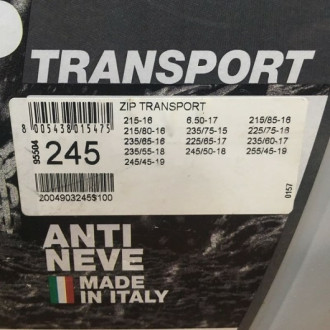 TRANSPORT
ZIP TRANSPORT
215-16 6.50-17 215/85-16
215/80-16 235/75-15 225/75-16
235/65-16 225/65-17 235/60-17
235/55-18 245/50-18 255/45-19
245/45-19
8 005438 015475
95504
245
2004903245$100
0157
ANTI
NEVE
MADE
IN ITALY